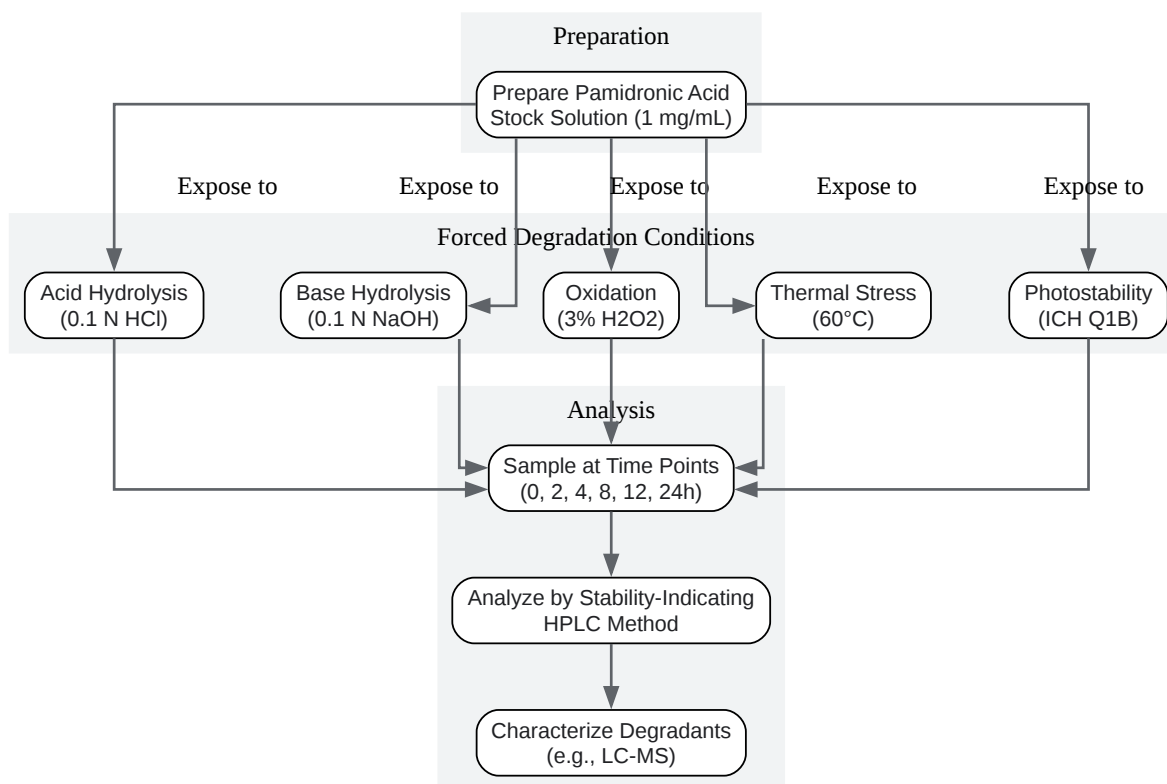 Preparation
Prepare Pamidronic Acid
Stock Solution (1 mg/mL)
Expose to
Expose to
Expose to
Expose to
Expose to
Forced Degradation Conditions
Acid Hydrolysis
(0.1 N HCl)
Base Hydrolysis
(0.1 N NaOH)
Oxidation
(3% H2O2)
Thermal Stress
(60°C)
Photostability
(ICH Q1B)
Analysis
Sample at Time Points
(0, 2, 4, 8, 12, 24h)
Analyze by Stability-Indicating
HPLC Method
Characterize Degradants
(e.g., LC-MS)